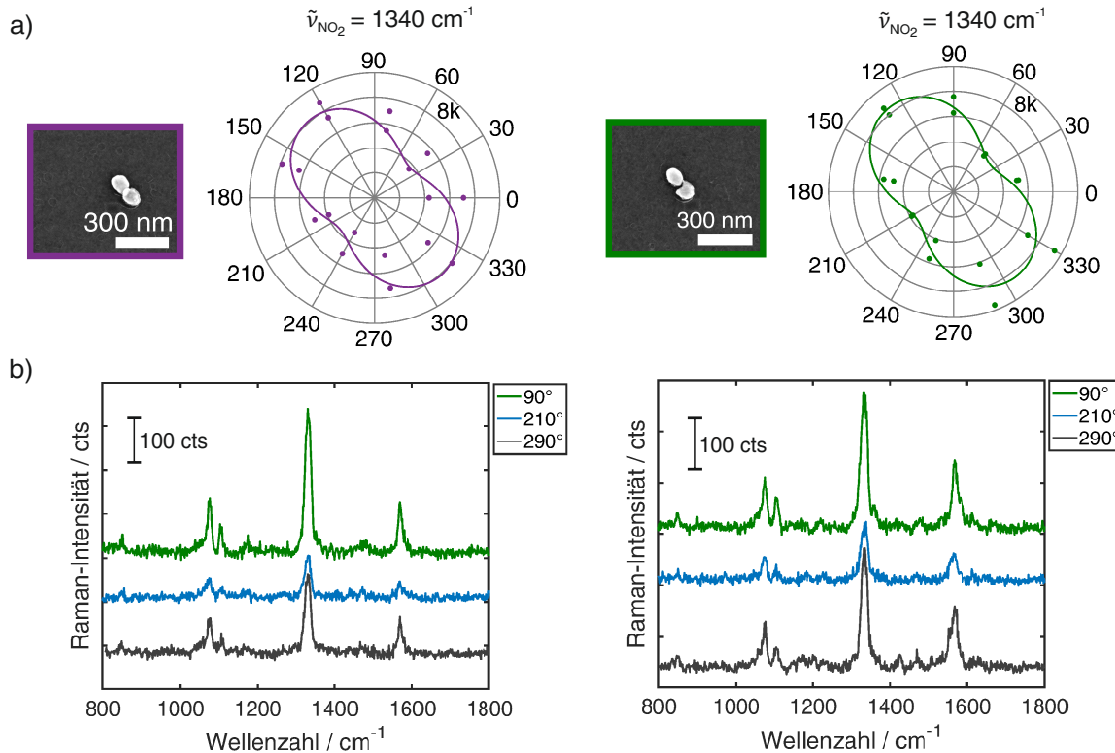 a)
ṽNO₂ = 1340 cm⁻¹
90
120
60
8k
150
30
180
0
210
330
240
300
270
300 nm
ṽNO₂ = 1340 cm⁻¹
90
120
60
8k
150
30
180
0
210
330
240
300
270
300 nm
b)
Raman-Intensität / cts
100 cts
90°
210°
290°
800 1000 1200 1400 1600 1800
Wellenzahl / cm⁻¹
Raman-Intensität / cts
100 cts
90°
210°
290°
800 1000 1200 1400 1600 1800
Wellenzahl / cm⁻¹